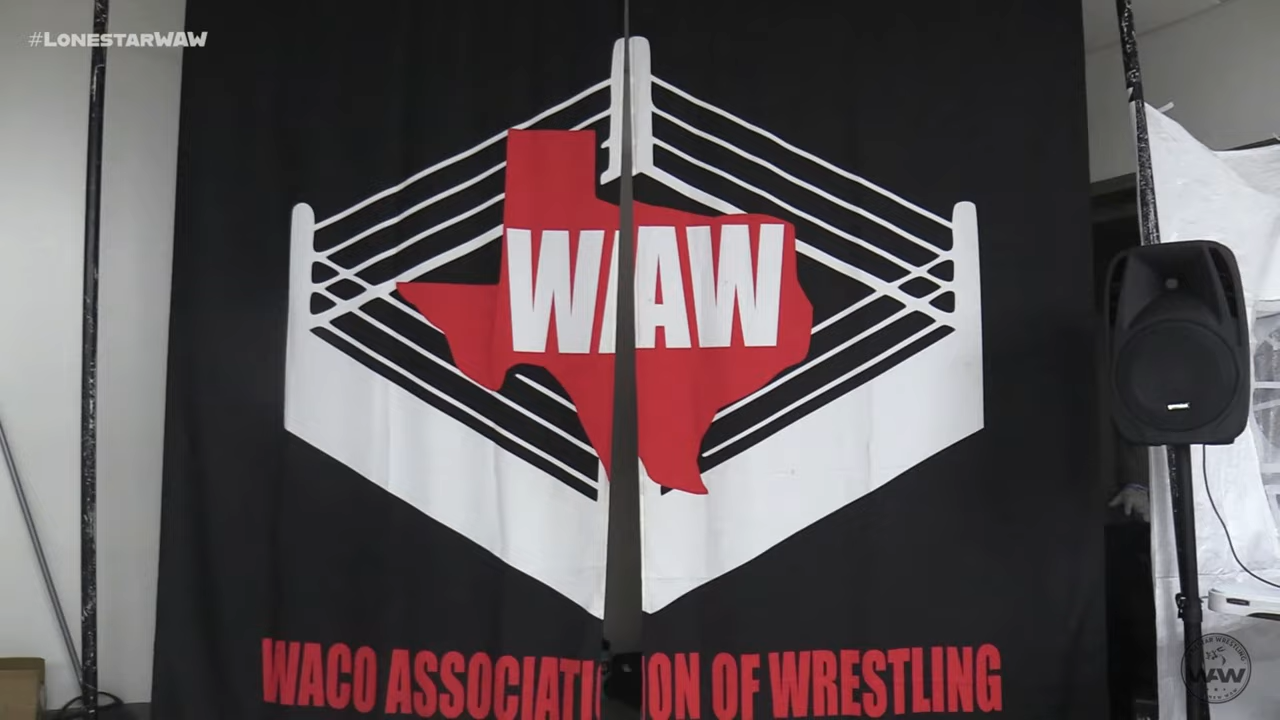 #LONESTARWAW
WAW
WACO ASSOCIATION OF WRESTLING
WAW